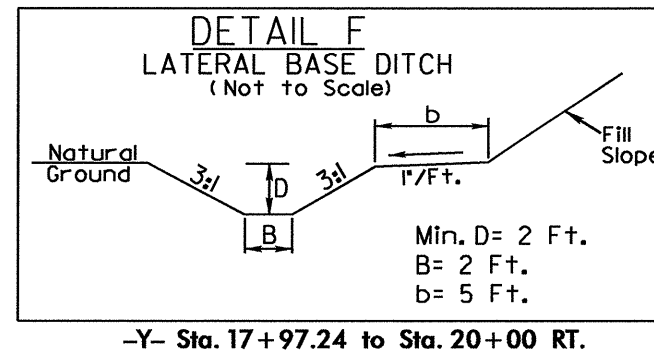 DETAIL F
LATERAL BASE DITCH
(Not to Scale)
b
Natural
Ground
3:1
D
3:1
1"/Ft.
Fill
Slope
B
Min. D= 2 Ft.
B= 2 Ft.
b= 5 Ft.
-Y- Sta. 17+97.24 to Sta. 20+00 RT.